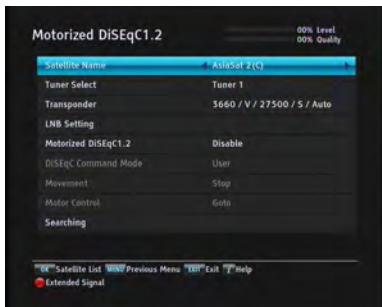 Motorized DiSEqC1.2
00% Level
00% Quality
Satellite Name AsiaSat 2(C)
Tuner Select Tuner 1
Transponder 3660 / V / 27500 / S / Auto
LNB Setting
Motorized DiSEqC1.2 Disable
DiSEqC Command Mode User
Movement Stop
Motor Control Goto
Searching
OK Satellite List MENU Previous Menu EXIT Exit ? Help
Extended Signal